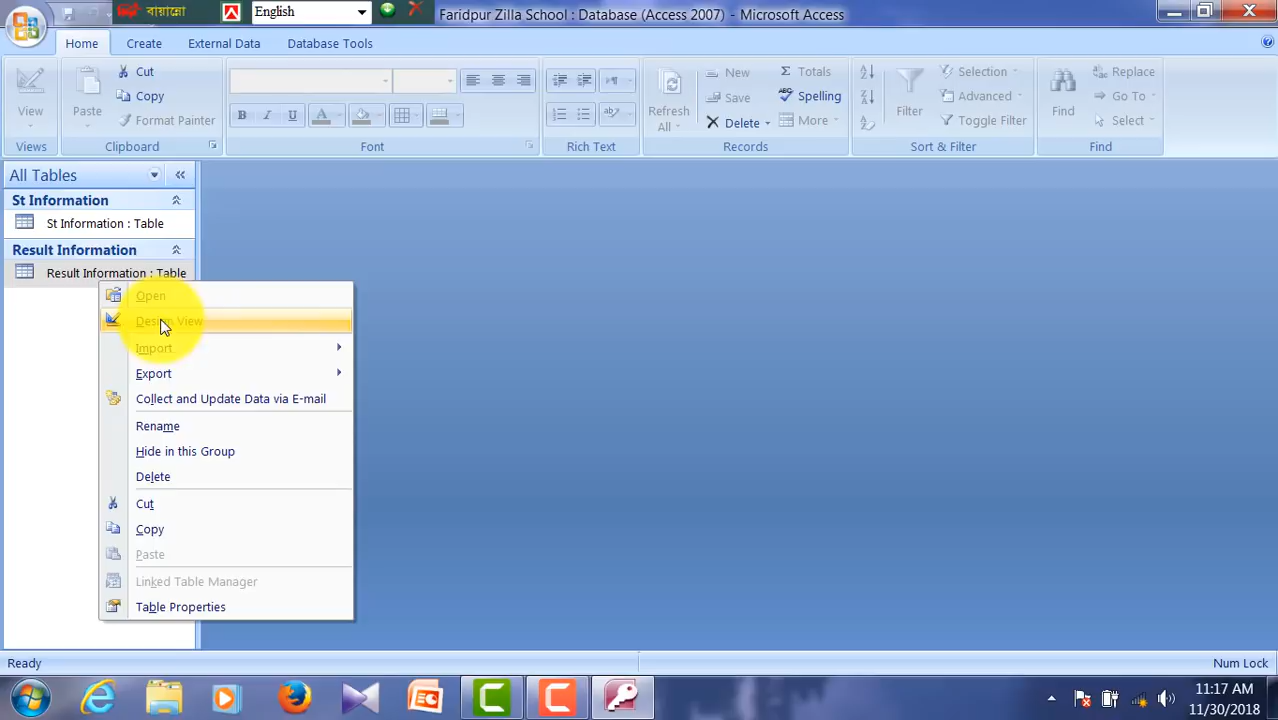 বায়ান্নো
English
Faridpur Zilla School : Database (Access 2007) - Microsoft Access
Home
Create
External Data
Database Tools
View
Views
Paste
Cut
Copy
Format Painter
Clipboard
B I U A
Font
Rich Text
Refresh All
New
Save
Delete
Totals
Spelling
More
Records
Filter
Selection
Advanced
Toggle Filter
Sort & Filter
Find
Replace
Go To
Select
Find
All Tables
St Information
St Information : Table
Result Information
Result Information : Table
Open
Design View
Import
Export
Collect and Update Data via E-mail
Rename
Hide in this Group
Delete
Cut
Copy
Paste
Linked Table Manager
Table Properties
Ready
Num Lock
11:17 AM
11/30/2018